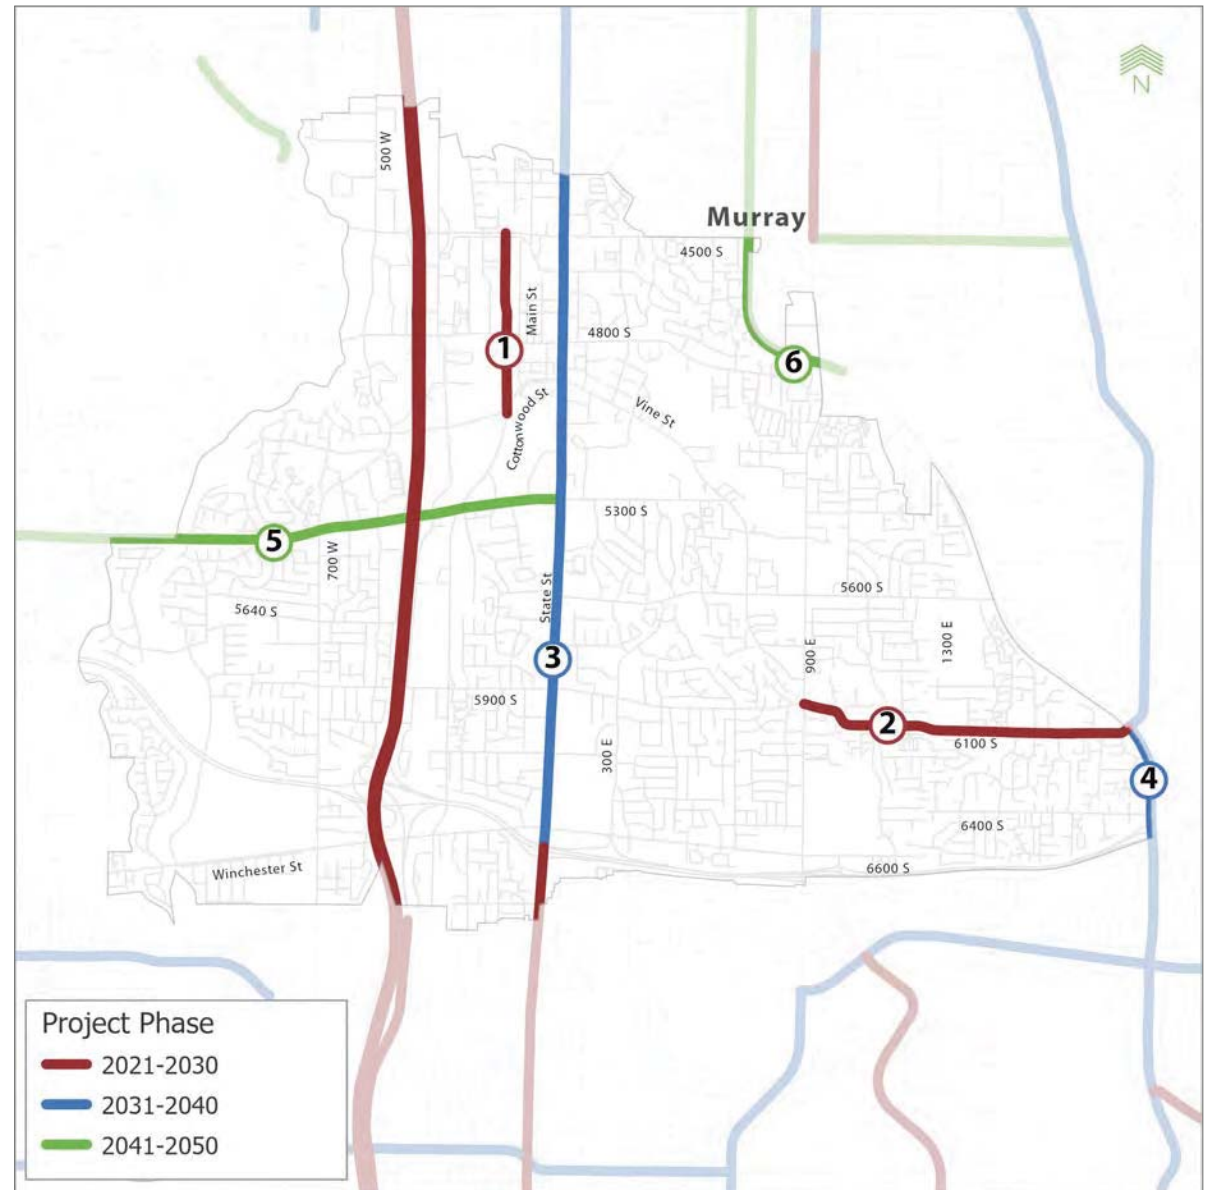 N
500 W
Murray
4500 S
Main St
4800 S
1
6
Cottonwood St
Vine St
5300 S
5
700 W
5600 S
State St
5640 S
1300 E
900 E
3
5900 S
2
6100 S
300 E
4
6400 S
Winchester St
6600 S
Project Phase
2021-2030
2031-2040
2041-2050